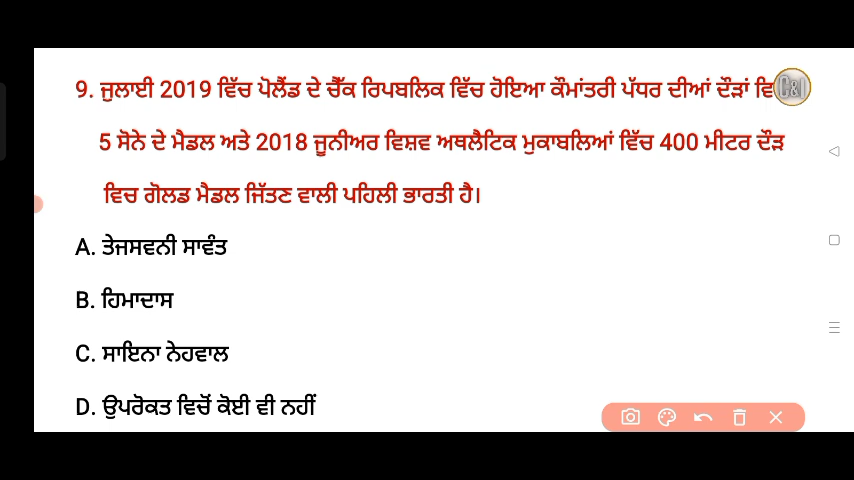 9. ਜੁਲਾਈ 2019 ਵਿੱਚ ਪੋਲੈਂਡ ਦੇ ਚੈੱਕ ਰਿਪਬਲਿਕ ਵਿੱਚ ਹੋਇਆ ਕੌਮਾਂਤਰੀ ਪੱਧਰ ਦੀਆਂ ਦੌੜਾਂ ਵਿ
5 ਸੋਨੇ ਦੇ ਮੈਡਲ ਅਤੇ 2018 ਜੂਨੀਅਰ ਵਿਸ਼ਵ ਅਥਲੈਟਿਕ ਮੁਕਾਬਲਿਆਂ ਵਿੱਚ 400 ਮੀਟਰ ਦੌੜ
ਵਿਚ ਗੋਲਡ ਮੈਡਲ ਜਿੱਤਣ ਵਾਲੀ ਪਹਿਲੀ ਭਾਰਤੀ ਹੈ।
A. ਤੇਜਸਵਨੀ ਸਾਵੰਤ
B. ਹਿਮਾਦਾਸ
C. ਸਾਇਨਾ ਨੇਹਵਾਲ
D. ਉਪਰੋਕਤ ਵਿਚੋਂ ਕੋਈ ਵੀ ਨਹੀਂ